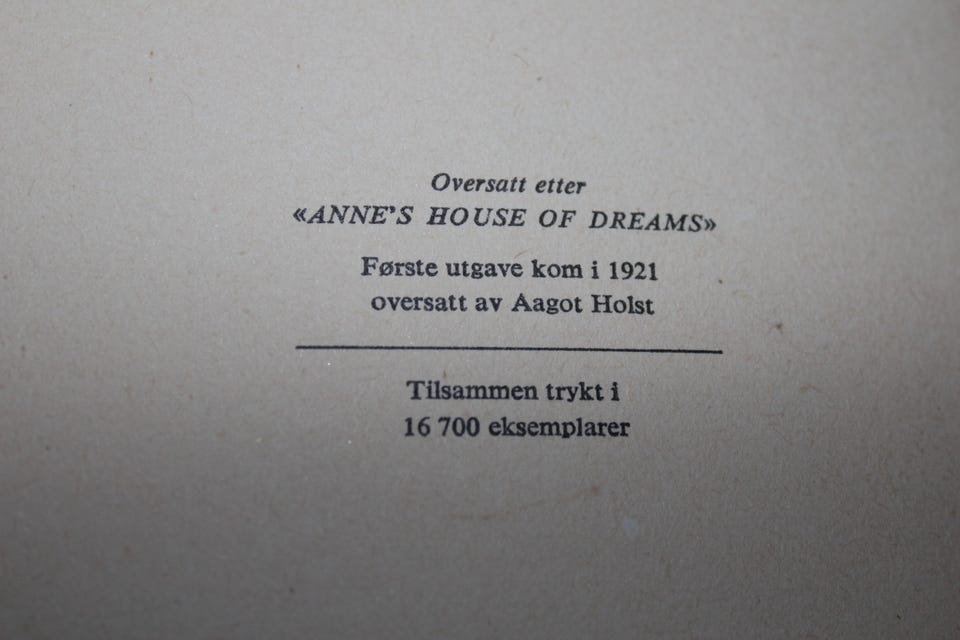 Oversatt etter
«ANNE'S HOUSE OF DREAMS»
Første utgave kom i 1921
oversatt av Aagot Holst
Tilsammen trykt i
16 700 eksemplarer